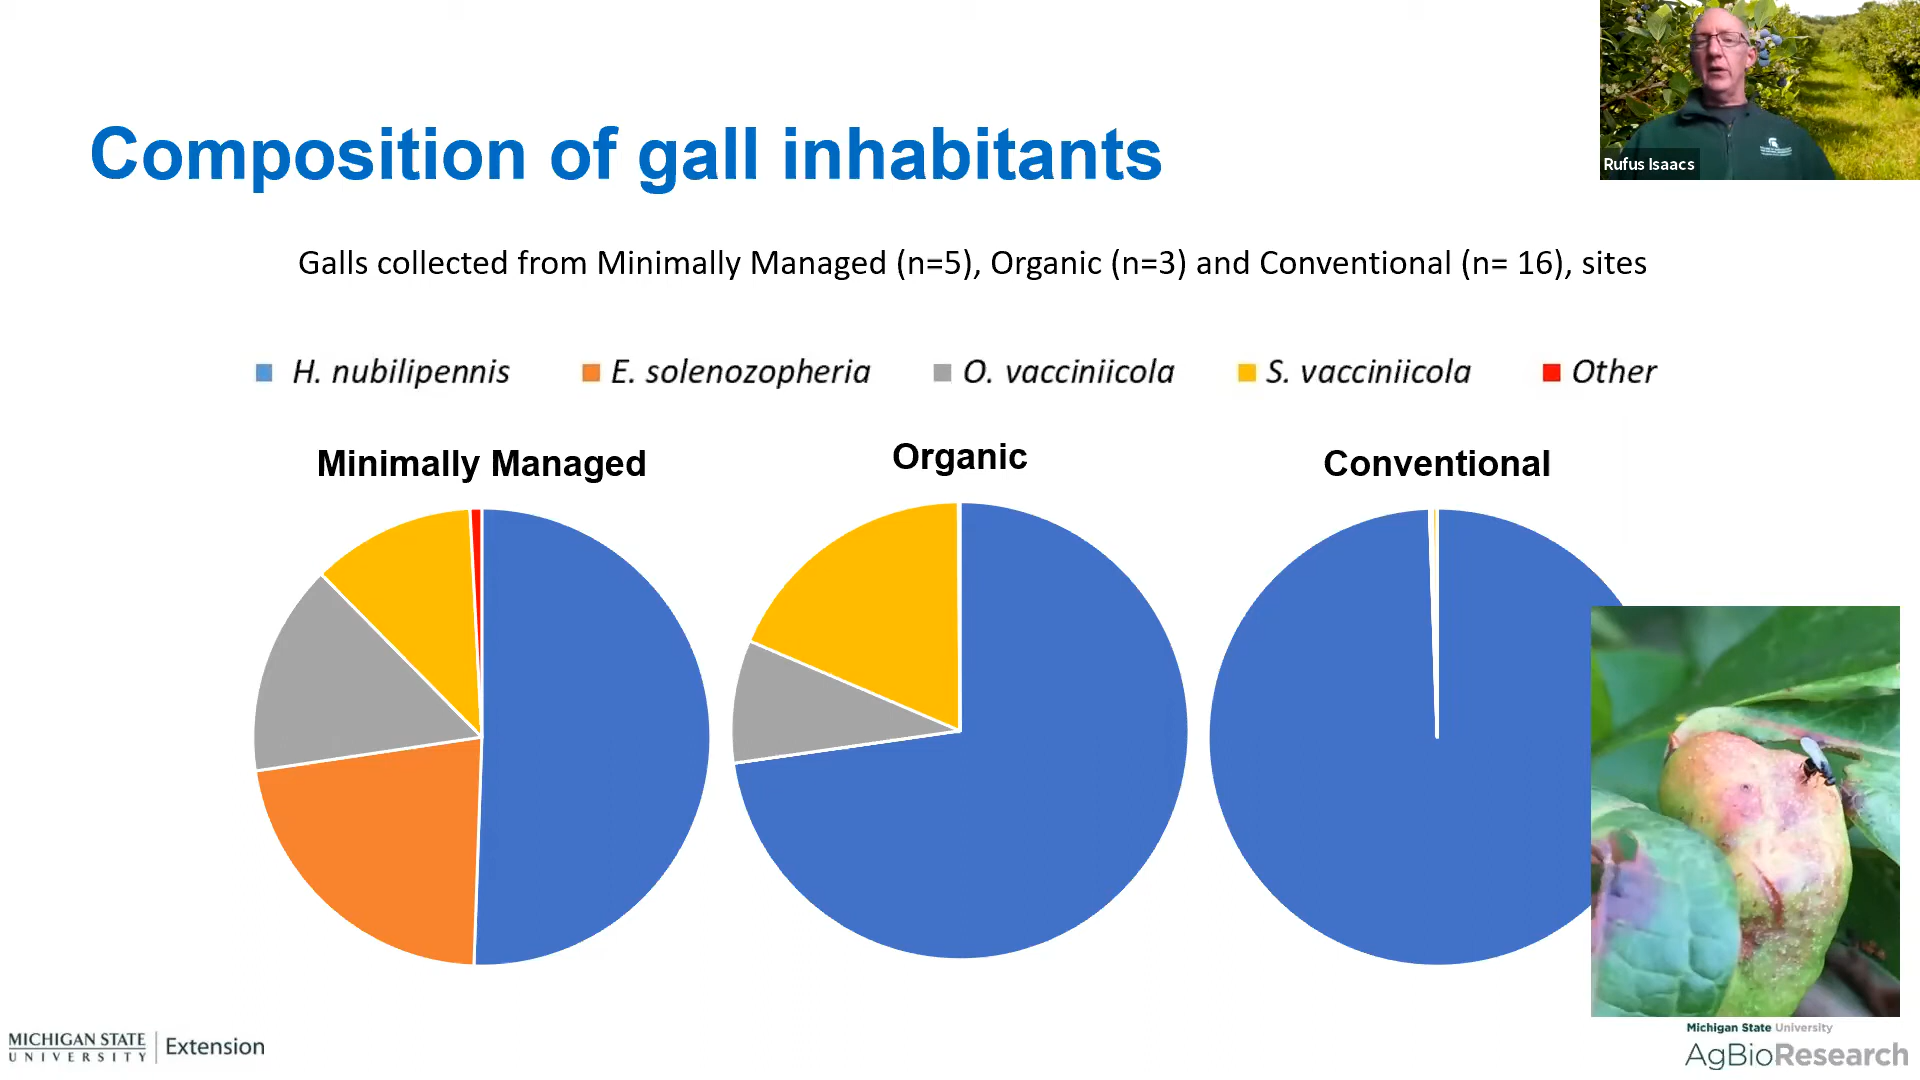 Rufus Isaacs
Composition of gall inhabitants
Galls collected from Minimally Managed (n=5), Organic (n=3) and Conventional (n= 16), sites
H. nubilipennis
E. solenozopheria
O. vacciniicola
S. vacciniicola
Other
Minimally Managed
Organic
Conventional
MICHIGAN STATE
UNIVERSITY
Extension
Michigan State University
AgBioResearch